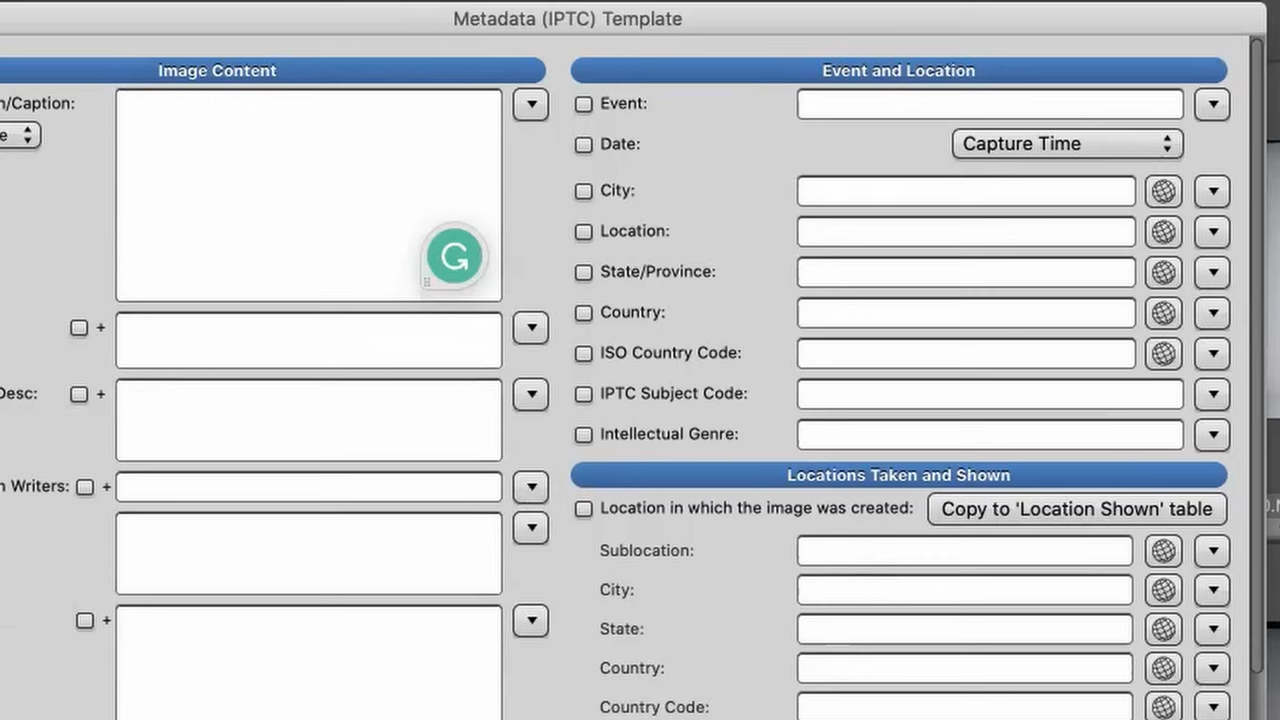 Metadata (IPTC) Template
Image Content
n/Caption:
e
+
Desc: +
n Writers: +
+
Event and Location
Event:
Date: Capture Time
City:
Location:
State/Province:
Country:
ISO Country Code:
IPTC Subject Code:
Intellectual Genre:
Locations Taken and Shown
Location in which the image was created: Copy to 'Location Shown' table
Sublocation:
City:
State:
Country:
Country Code: